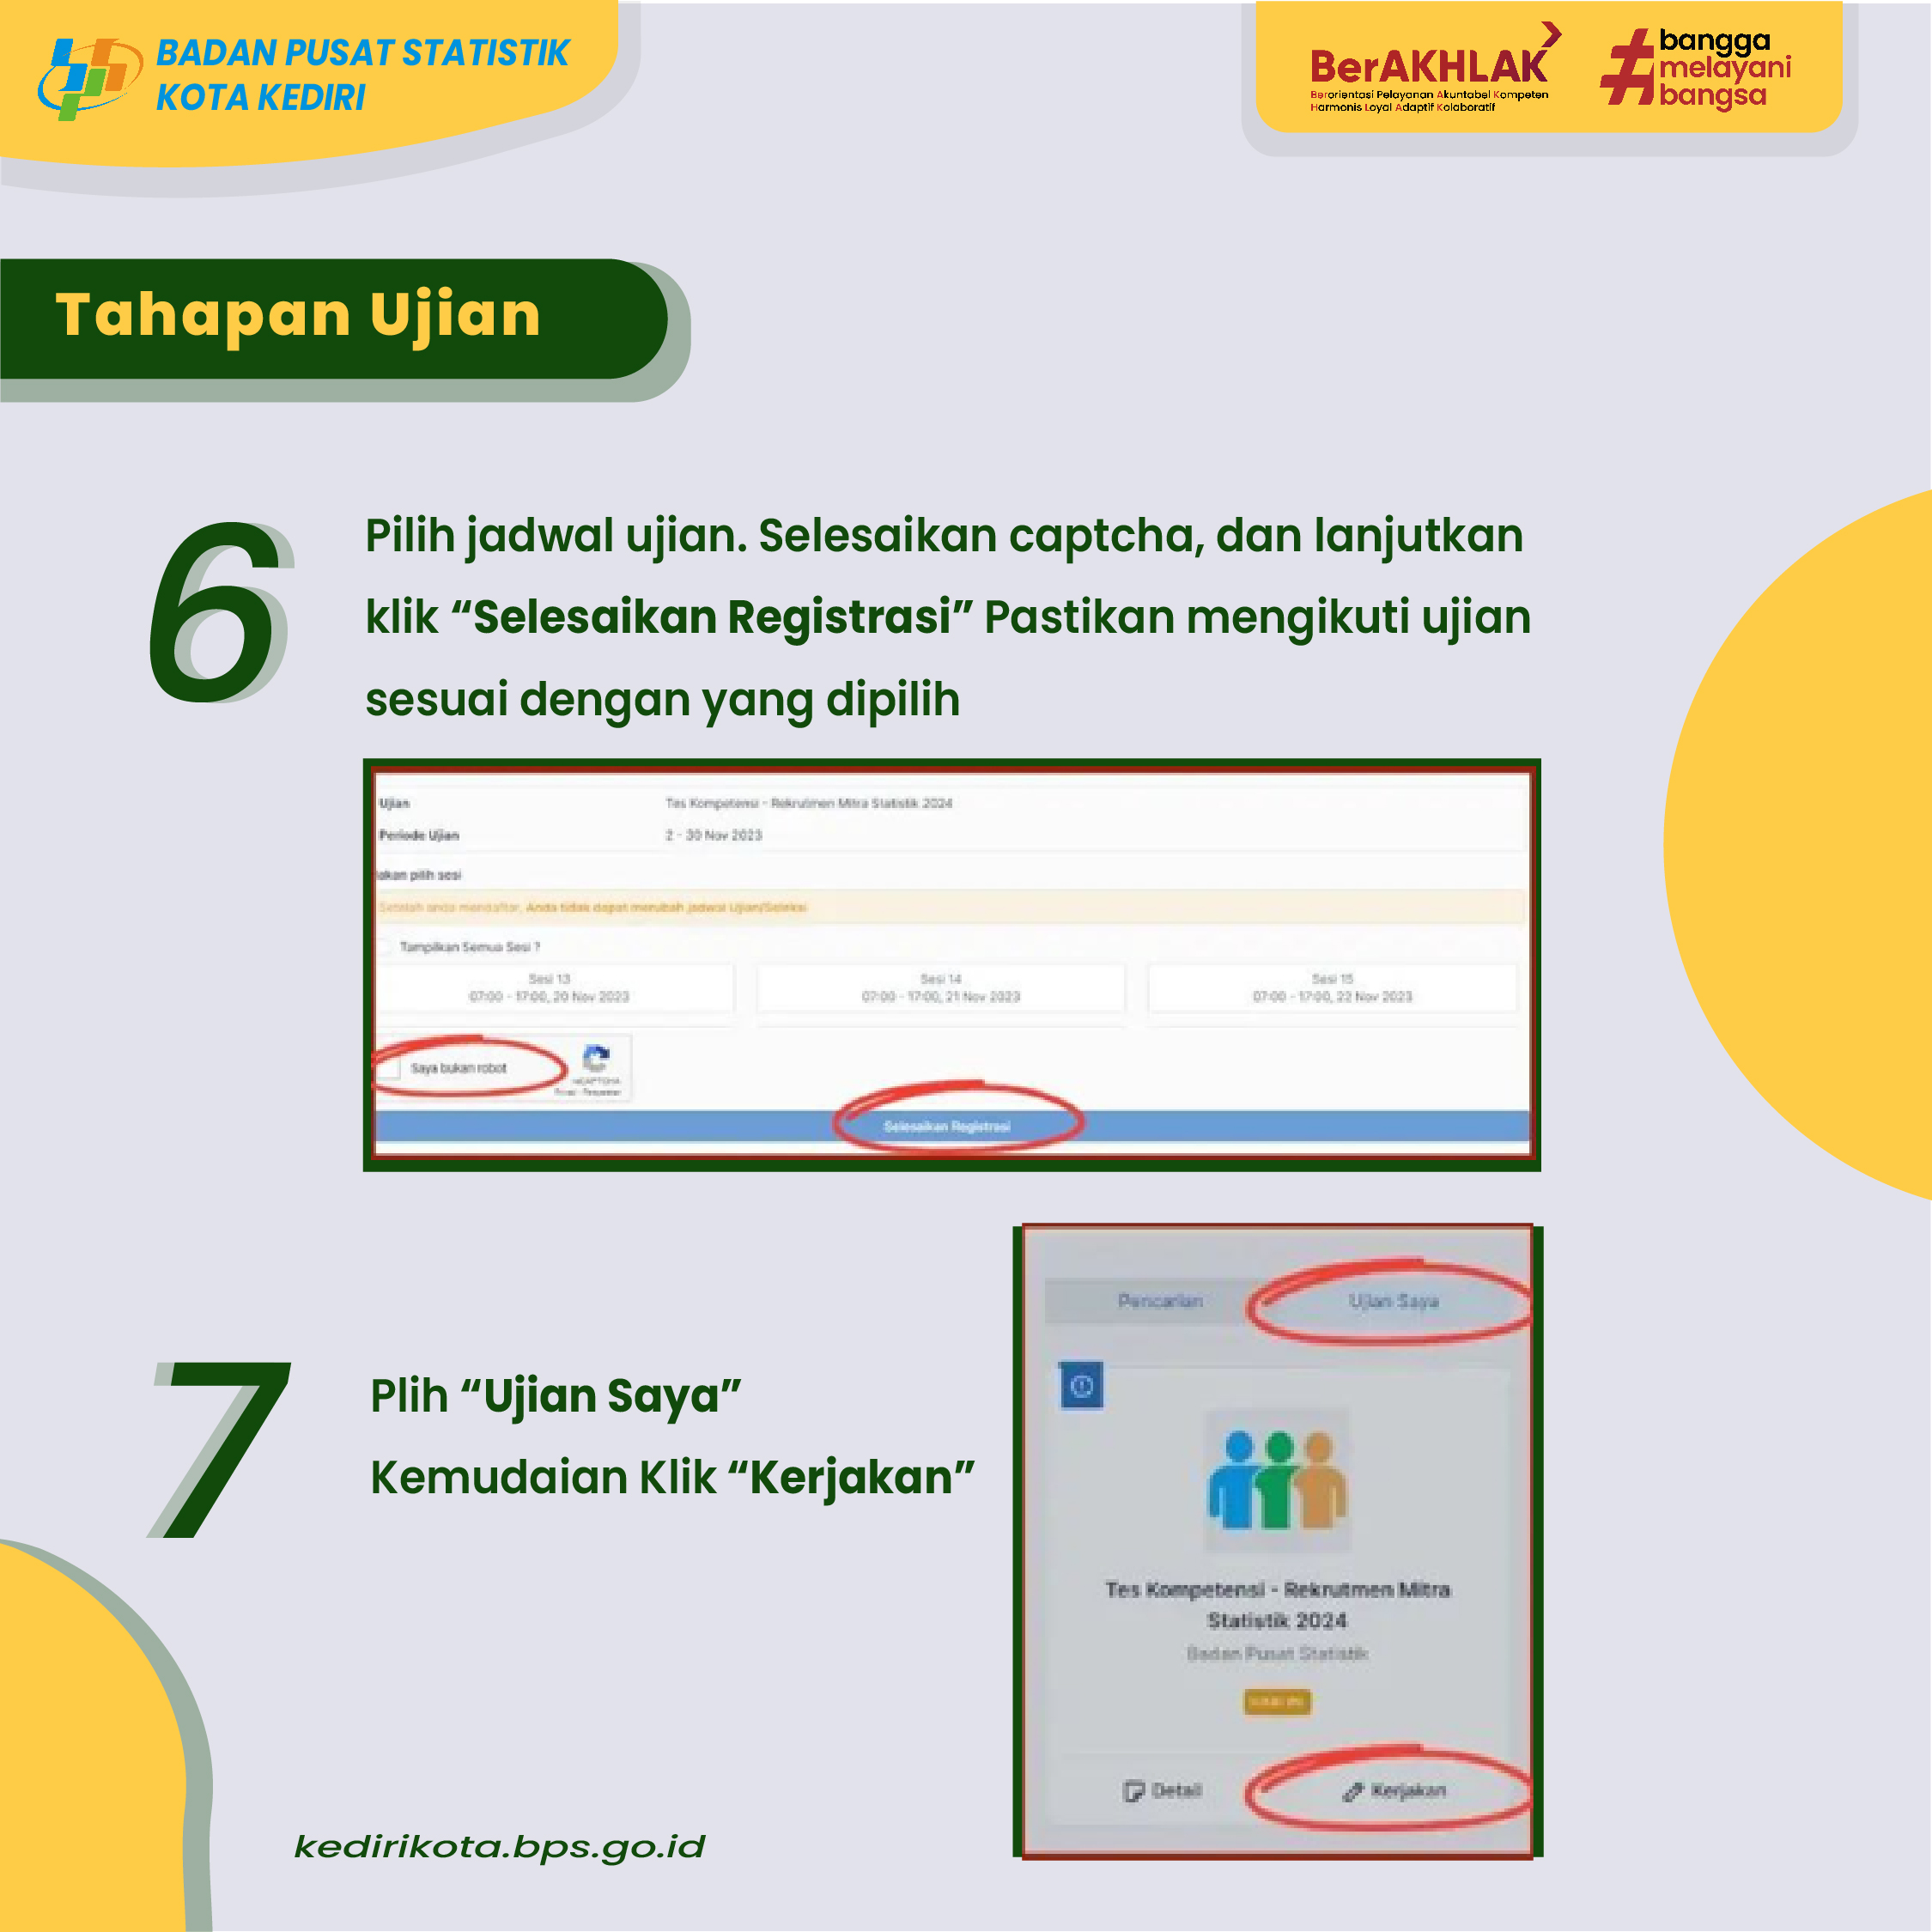 BADAN PUSAT STATISTIK
KOTA KEDIRI
BerAKHLAK
Berorientasi Pelayanan Akuntabel Kompeten
Harmonis Loyal Adaptif Kolaboratif
#bangga
melayani
bangsa
Tahapan Ujian
6
Pilih jadwal ujian. Selesaikan captcha, dan lanjutkan
klik “Selesaikan Registrasi” Pastikan mengikuti ujian
sesuai dengan yang dipilih
Ujian Tes Kompetensi - Rekrutmen Mitra Statistik 2024
Periode Ujian 2 - 30 Nov 2023
lakan pilih sesi
Setelah anda mendaftar, Anda tidak dapat merubah jadwal Ujian/Seleksi
Tampilkan Semua Sesi ?
Sesi 13
07:00 - 17:00, 20 Nov 2023
Sesi 14
07:00 - 17:00, 21 Nov 2023
Sesi 15
07:00 - 17:00, 22 Nov 2023
Saya bukan robot
reCAPTCHA
Selesaikan Registrasi
7
Plih “Ujian Saya”
Kemudaian Klik “Kerjakan”
Pencarian
Ujian Saya
Tes Kompetensi - Rekrutmen Mitra
Statistik 2024
Badan Pusat Statistik
Detail
Kerjakan
kedirikota.bps.go.id